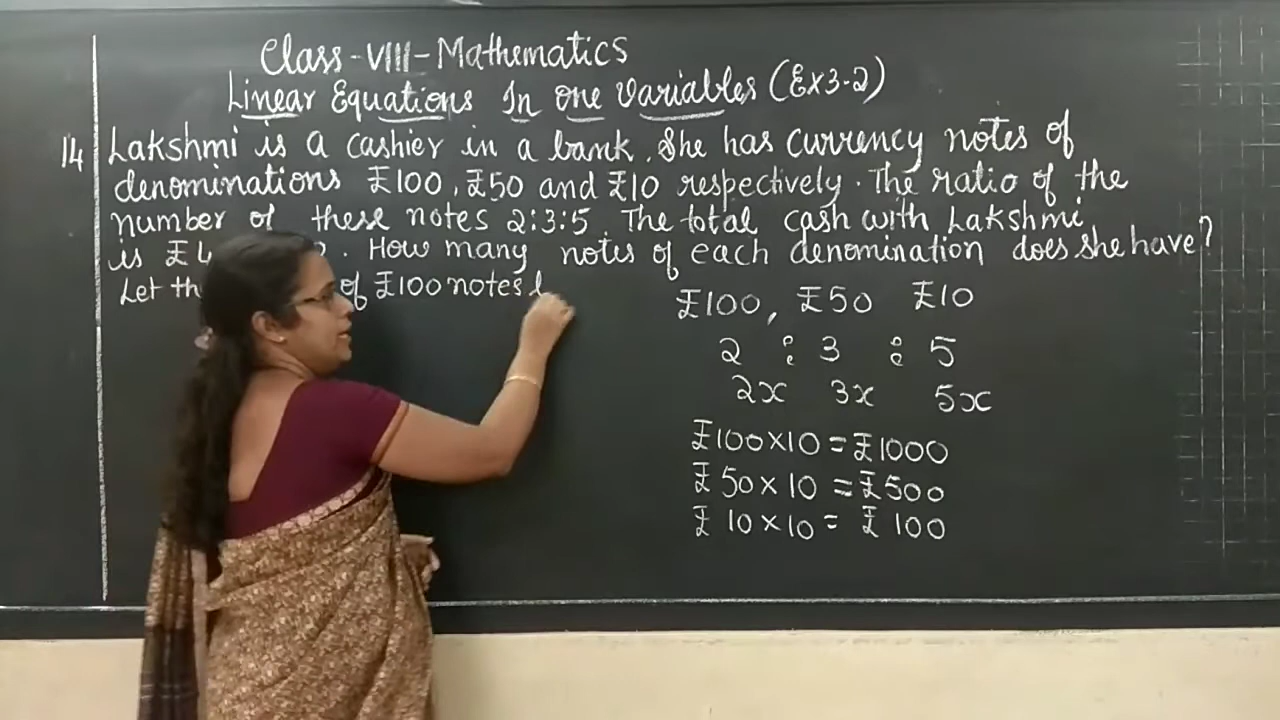 Class-VIII-Mathematics
Linear Equations In one Variables (Ex3-2)
14 Lakshmi is a cashier in a bank. She has currency notes of
denominations ₹100, ₹50 and ₹10 respectively. The ratio of the
number of these notes 2:3:5. The total cash with Lakshmi
is ₹4 . How many notes of each denomination does she have?
Let of ₹100 notes
₹100, ₹50 ₹10
2 : 3 : 5
2x 3x 5x
₹100×10=₹1000
₹50×10=₹500
₹10×10=₹100